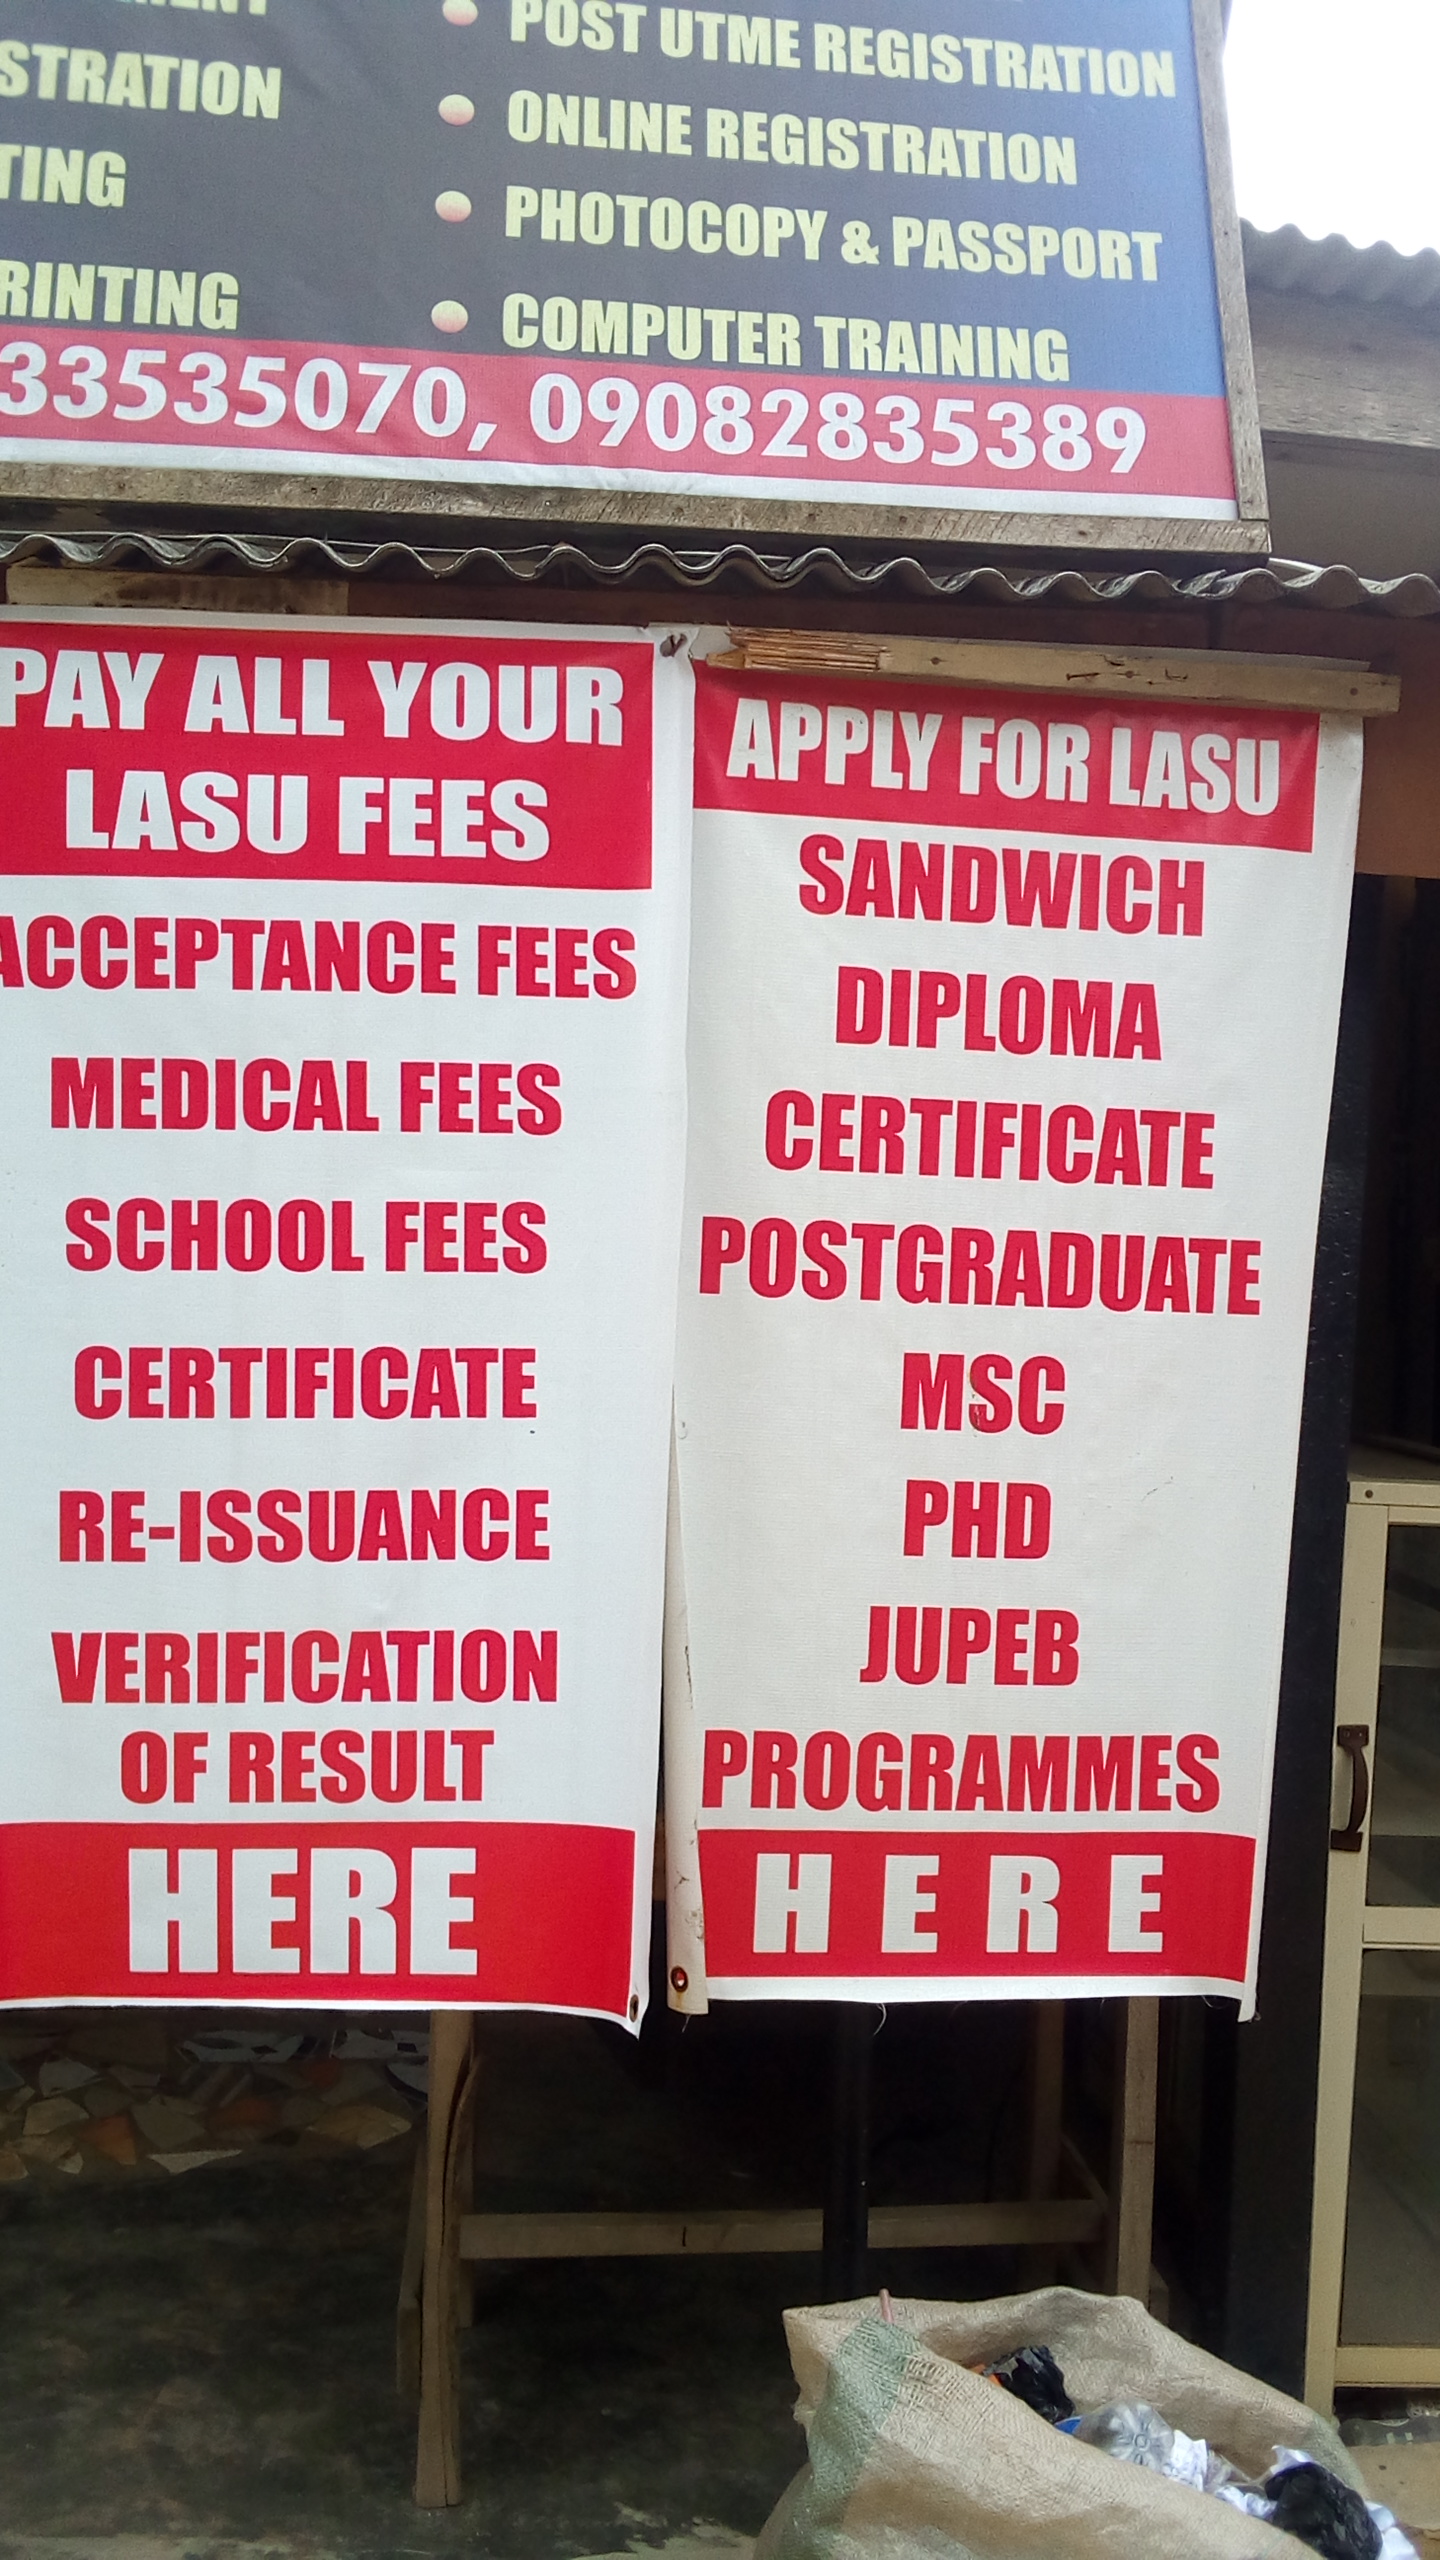 POST UTME REGISTRATION
STRATION
ONLINE REGISTRATION
TING
PHOTOCOPY & PASSPORT
RINTING
COMPUTER TRAINING
33535070, 09082835389
PAY ALL YOUR
LASU FEES
ACCEPTANCE FEES
MEDICAL FEES
SCHOOL FEES
CERTIFICATE
RE-ISSUANCE
VERIFICATION
OF RESULT
HERE
APPLY FOR LASU
SANDWICH
DIPLOMA
CERTIFICATE
POSTGRADUATE
MSC
PHD
JUPEB
PROGRAMMES
HERE